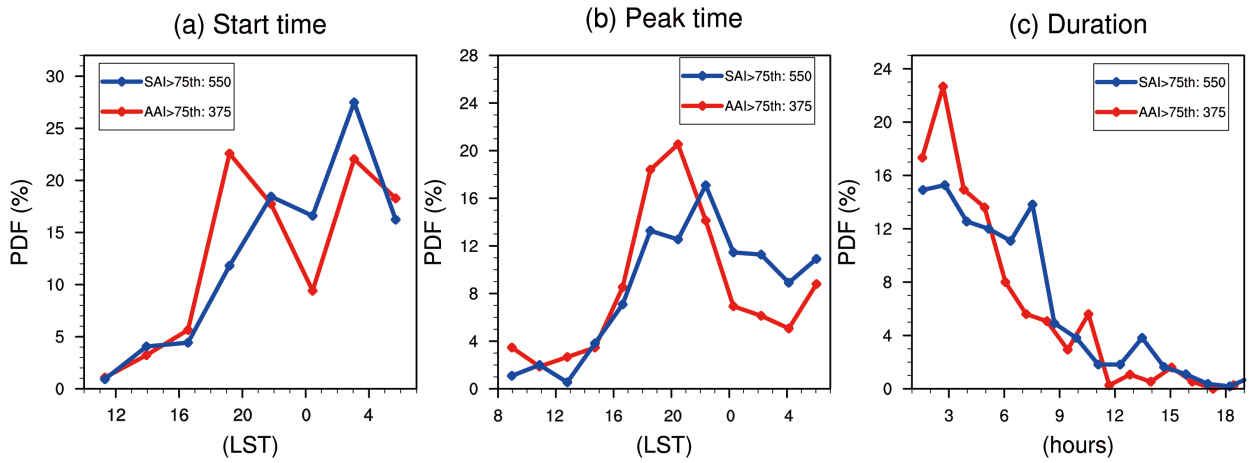 (a) Start time
PDF (%)
30
25
20
15
10
5
0
SAI>75th: 550
AAI>75th: 375
12 16 20 0 4
(LST)
(b) Peak time
PDF (%)
28
24
20
16
12
8
4
0
SAI>75th: 550
AAI>75th: 375
8 12 16 20 0 4
(LST)
(c) Duration
PDF (%)
24
20
16
12
8
4
0
SAI>75th: 550
AAI>75th: 375
3 6 9 12 15 18
(hours)